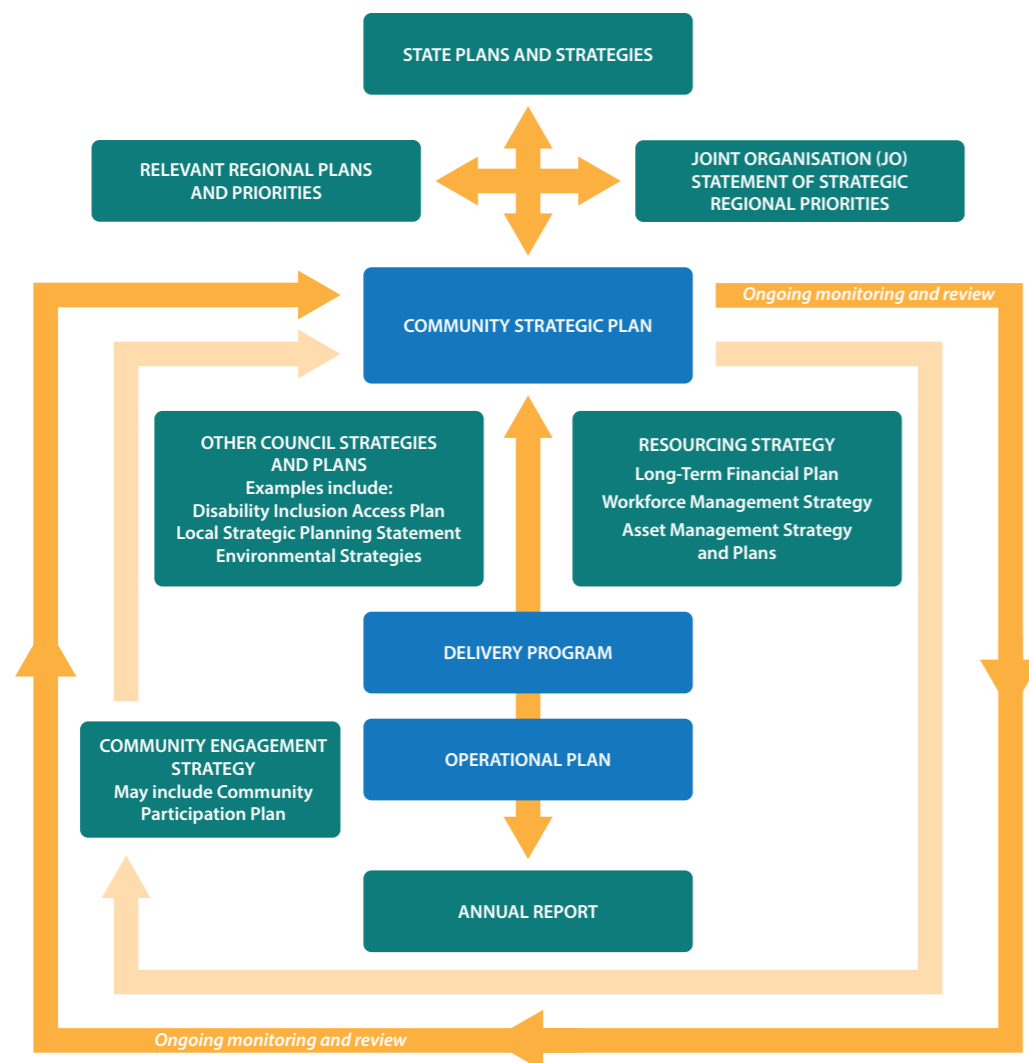 STATE PLANS AND STRATEGIES
RELEVANT REGIONAL PLANS
AND PRIORITIES
JOINT ORGANISATION (JO)
STATEMENT OF STRATEGIC
REGIONAL PRIORITIES
Ongoing monitoring and review
COMMUNITY STRATEGIC PLAN
OTHER COUNCIL STRATEGIES
AND PLANS
Examples include:
Disability Inclusion Access Plan
Local Strategic Planning Statement
Environmental Strategies
RESOURCING STRATEGY
Long-Term Financial Plan
Workforce Management Strategy
Asset Management Strategy
and Plans
DELIVERY PROGRAM
COMMUNITY ENGAGEMENT
STRATEGY
May include Community
Participation Plan
OPERATIONAL PLAN
ANNUAL REPORT
Ongoing monitoring and review